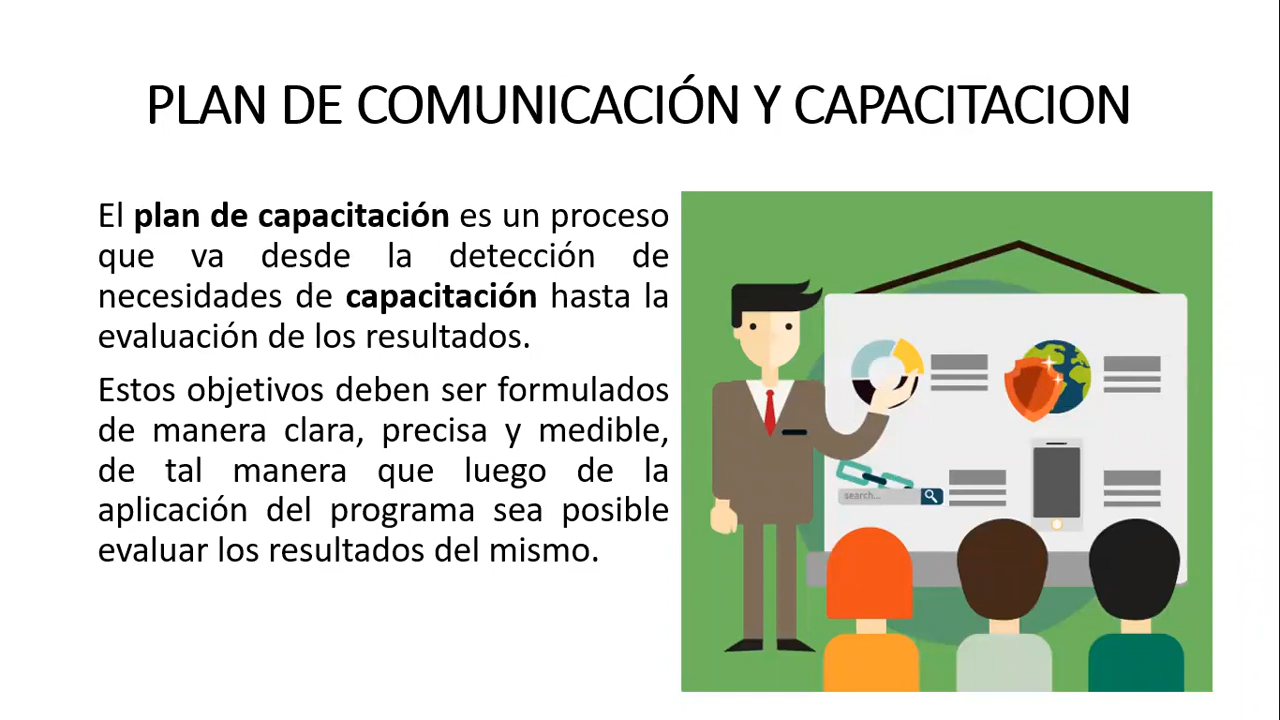 PLAN DE COMUNICACIÓN Y CAPACITACION
El plan de capacitación es un proceso
que va desde la detección de
necesidades de capacitación hasta la
evaluación de los resultados.
Estos objetivos deben ser formulados
de manera clara, precisa y medible,
de tal manera que luego de la
aplicación del programa sea posible
evaluar los resultados del mismo.
search...